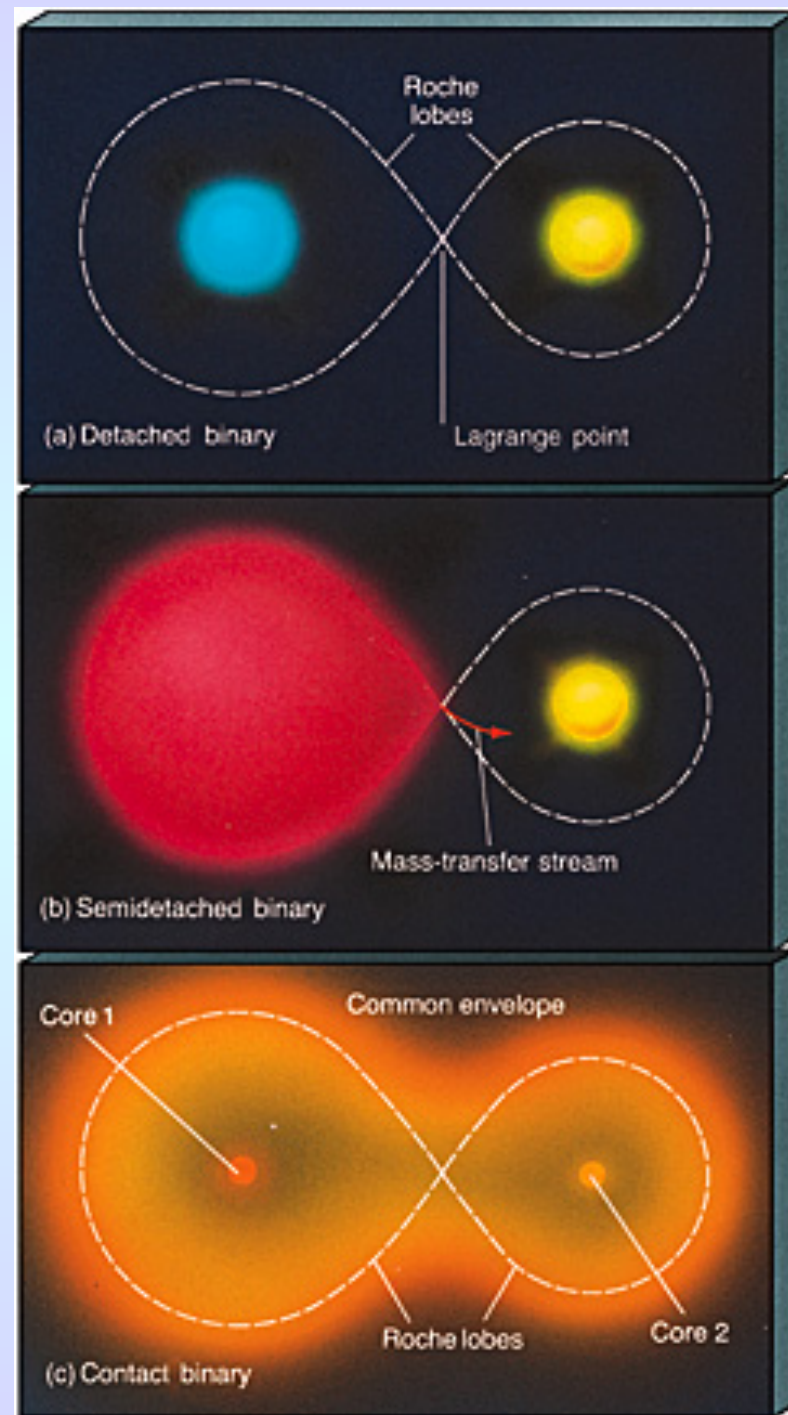 Roche
lobes
(a) Detached binary
Lagrange point
Mass-transfer stream
(b) Semidetached binary
Core 1
Common envelope
Roche lobes
Core 2
(c) Contact binary